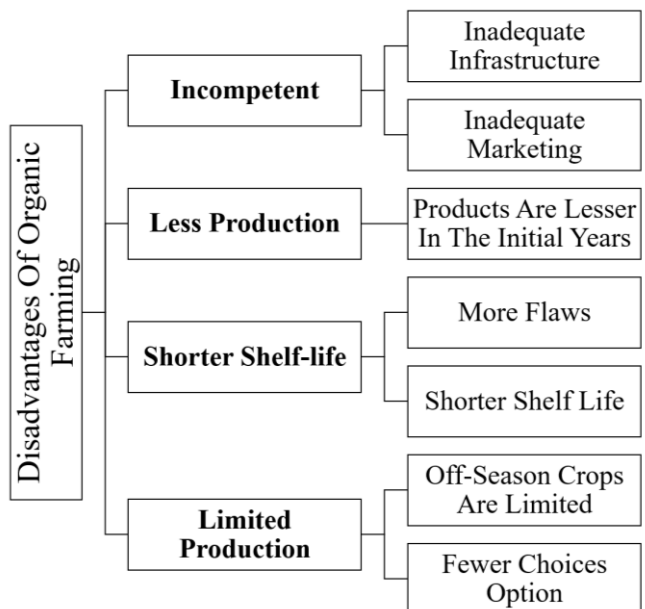 Disadvantages Of Organic
Farming
Incompetent
Inadequate
Infrastructure
Inadequate
Marketing
Less Production
Products Are Lesser
In The Initial Years
Shorter Shelf-life
More Flaws
Shorter Shelf Life
Limited
Production
Off-Season Crops
Are Limited
Fewer Choices
Option